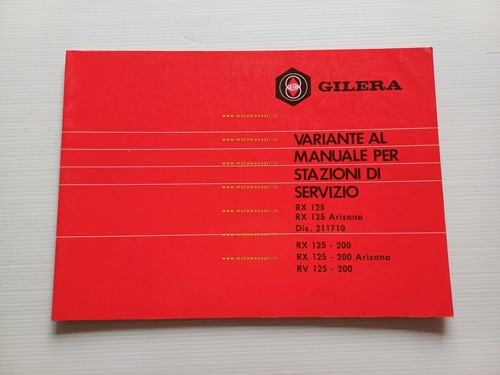 GILERA
www.motomanuali.it
www.motomanuali.it
VARIANTE AL
MANUALE PER
www.motomanuali.it
STAZIONI DI
www.motomanuali.it
SERVIZIO
RX 125
www.motomanuali.it
RX 125 Arizona
Dis. 211710
www.motomanuali.it
RX 125 - 200
www.motomanuali.it
RX 125 - 200 Arizona
RV 125 - 200